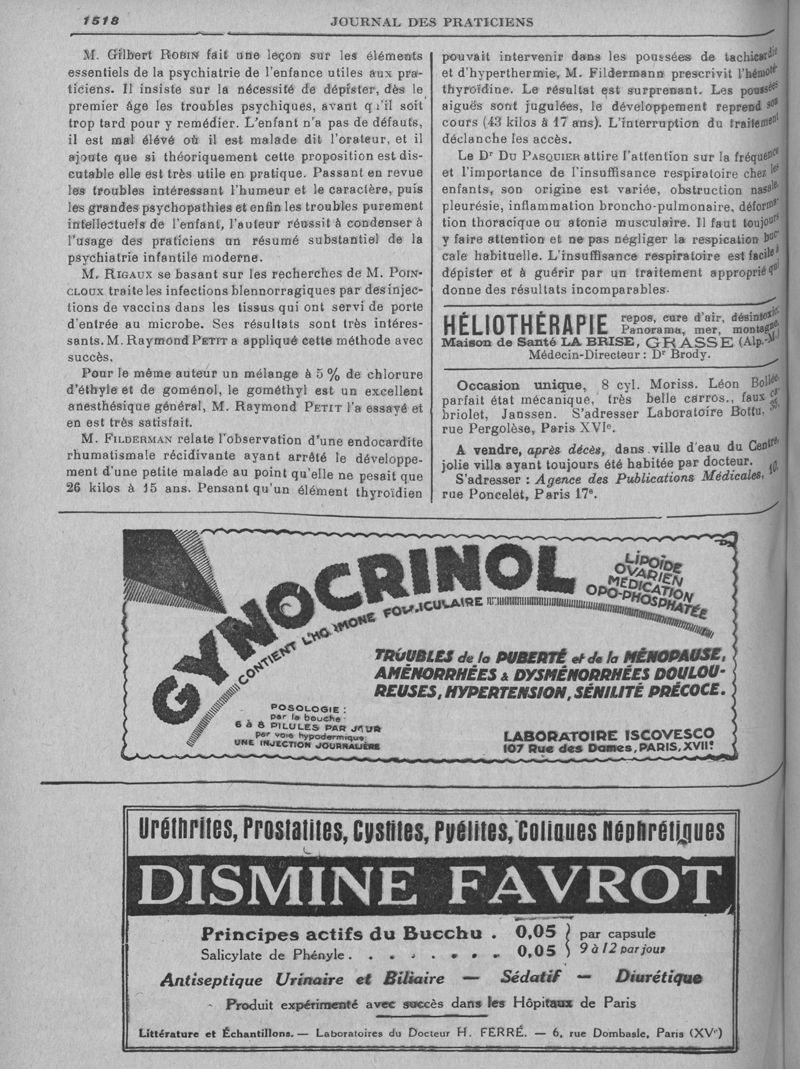 1518
JOURNAL DES PRATICIENS
M. Gilbert ROBIN fait une leçon sur les éléments
essentiels de la psychiatrie de l'enfance utiles aux pra-
ticiens. Il insiste sur la nécessité de dépister, dès le
premier âge les troubles psychiques, avant qu'il soit
trop tard pour y remédier. L'enfant n'a pas de défauts,
il est mal élévé où il est malade dit l'orateur, et il
ajoute que si théoriquement cette proposition est dis-
cutable elle est très utile en pratique. Passant en revue
les troubles intéressant l'humeur et le caractère, puis
les grandes psychopathies et enfin les troubles purement
intellectuels de l'enfant, l'auteur réussit à condenser à
l'usage des praticiens un résumé substantiel de la
psychiatrie infantile moderne.
M. RIGAUX se basant sur les recherches de M. POIN-
CLOUX traite les infections blennorragiques par des injec-
tions de vaccins dans les tissus qui ont servi de porte
d'entrée au microbe. Ses résultats sont très intéres-
sants. M. Raymond PETIT a appliqué cette méthode avec
succès.
Pour le même auteur un mélange à 5 % de chlorure
d'éthyle et de goménol, le gométhyl est un excellent
anesthésique général, M. Raymond PETIT l'a essayé et
en est très satisfait.
M. FILDERMAN relate l'observation d'une endocardite
rhumatismale récidivante ayant arrêté le développe-
ment d'une petite malade au point qu'elle ne pesait que
26 kilos à 15 ans. Pensant qu'un élément thyroïdien
pouvait intervenir dans les poussées de tachicardie
et d'hyperthermie, M. Fildermann prescrivit l'hémoto
thyroïdine. Le résultat est surprenant. Les poussées
aiguës sont jugulées, le développement reprend son
cours (43 kilos à 17 ans). L'interruption du traitement
déclanche les accès.
Le Dr DU PASQUIER attire l'attention sur la fréquence
et l'importance de l'insuffisance respiratoire chez les
enfants, son origine est variée, obstruction nasale,
pleurésie, inflammation broncho-pulmonaire, déforma-
tion thoracique ou atonie musculaire. Il faut toujours
y faire attention et ne pas négliger la respication buc-
cale habituelle. L'insuffisance respiratoire est facile à
dépister et à guérir par un traitement approprié qui
donne des résultats incomparables.
HÉLIOTHÉRAPIE repos, cure d'air, désintoxic.
Panorama, mer, montagne.
Maison de Santé LA BRISE, GRASSE (Alp.-M.)
Médecin-Directeur : Dr Brody.
Occasion unique, 8 cyl. Moriss. Léon Bollée,
parfait état mécanique, très belle carros., faux ca-
briolet, Janssen. S'adresser Laboratoire Bottu, 35,
rue Pergolèse, Paris XVIe.
A vendre, après décès, dans ville d'eau du Centre,
jolie villa ayant toujours été habitée par docteur.
S'adresser : Agence des Publications Médicales, 10,
rue Poncelet, Paris 17e.
GYNOCRINOL
CONTIENT L'HORMONE FOLLICULAIRE
LIPOÏDE
OVARIEN
MÉDICATION
OPO-PHOSPHATÉE
TROUBLES de la PUBERTÉ et de la MÉNOPAUSE,
AMÉNORRHÉES & DYSMÉNORRHÉES DOULOU-
REUSES, HYPERTENSION, SÉNILITÉ PRÉCOCE.
POSOLOGIE :
par la bouche :
6 à 8 PILULES PAR JOUR
par voie hypodermique:
UNE INJECTION JOURNALIÈRE
LABORATOIRE ISCOVESCO
107 Rue des Dames, PARIS, XVIIe
Uréthrites, Prostatites, Cystites, Pyélites, Coliques Néphrétiques
DISMINE FAVROT
Principes actifs du Bucchu . 0,05 } par capsule
Salicylate de Phényle . . . . . . . . 0,05 } 9 à 12 par jour
Antiseptique Urinaire et Biliaire — Sédatif — Diurétique
Produit expérimenté avec succès dans les Hôpitaux de Paris
Littérature et Échantillons. — Laboratoires du Docteur H. FERRÉ. — 6, rue Dombasle, Paris (XVe)